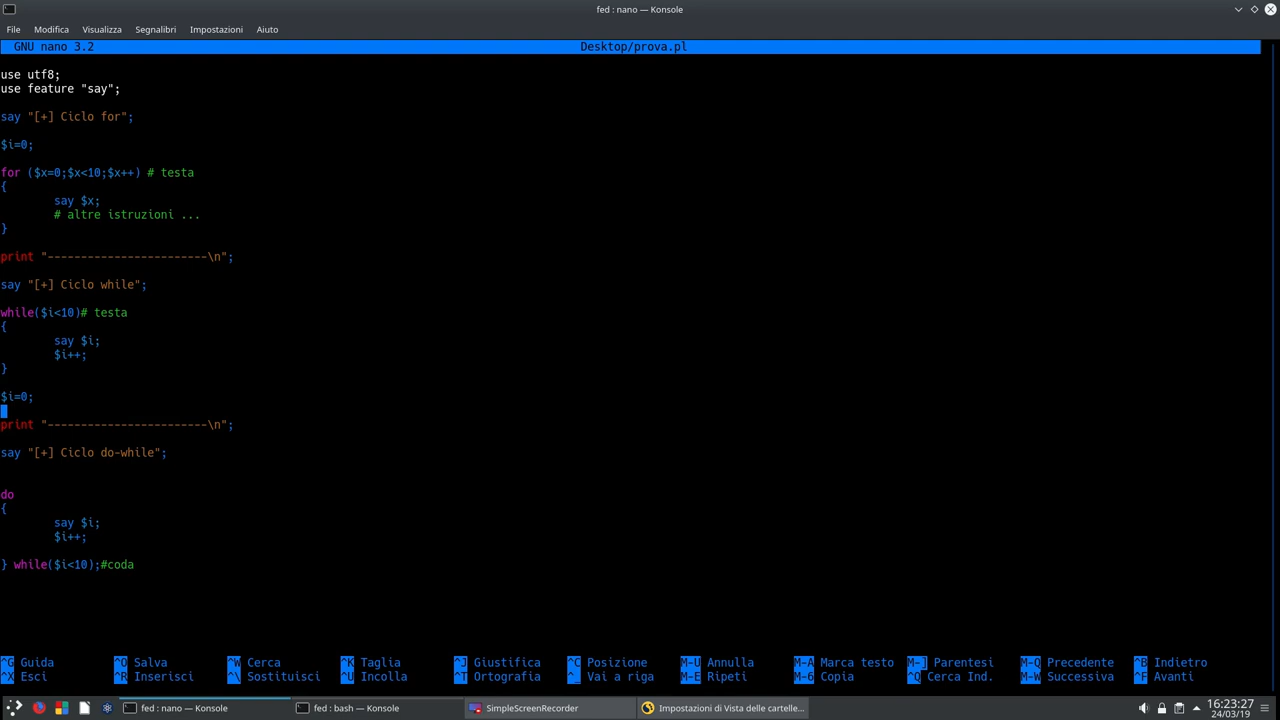 fed : nano — Konsole
File Modifica Visualizza Segnalibri Impostazioni Aiuto
GNU nano 3.2 Desktop/prova.pl
use utf8;
use feature "say";
say "[+] Ciclo for";
$i=0;
for ($x=0;$x<10;$x++) # testa
{
say $x;
# altre istruzioni ...
}
print "------------------------\n";
say "[+] Ciclo while";
while($i<10)# testa
{
say $i;
$i++;
}
$i=0;
print "------------------------\n";
say "[+] Ciclo do-while";
do
{
say $i;
$i++;
} while($i<10);#coda
^G Guida ^O Salva ^W Cerca ^K Taglia ^J Giustifica ^C Posizione M-U Annulla M-A Marca testo M-] Parentesi M-Q Precedente ^B Indietro
^X Esci ^R Inserisci ^\ Sostituisci ^U Incolla ^T Ortografia ^_ Vai a riga M-E Ripeti M-6 Copia ^Q Cerca Ind. M-W Successiva ^F Avanti
fed : nano — Konsole fed : bash — Konsole SimpleScreenRecorder Impostazioni di Vista delle cartelle... 16:23:27
24/03/19